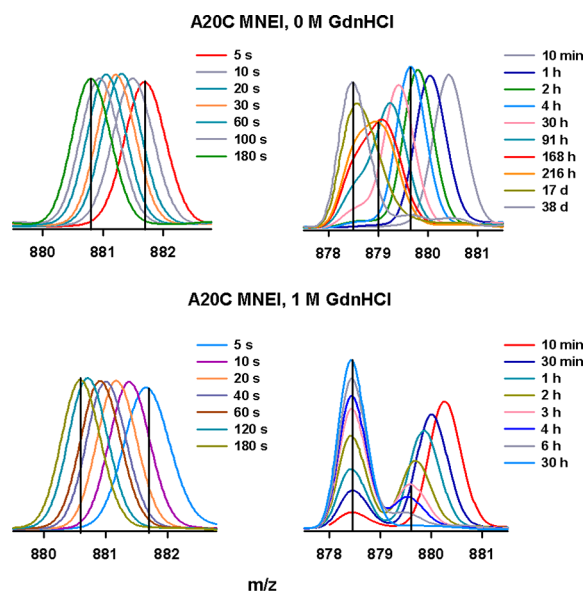 A20C MNEI, 0 M GdnHCl
5 s
10 s
20 s
30 s
60 s
100 s
180 s
10 min
1 h
2 h
4 h
30 h
91 h
168 h
216 h
17 d
38 d
880 881 882
878 879 880 881
A20C MNEI, 1 M GdnHCl
5 s
10 s
20 s
40 s
60 s
120 s
180 s
10 min
30 min
1 h
2 h
3 h
4 h
6 h
30 h
880 881 882
878 879 880 881
m/z